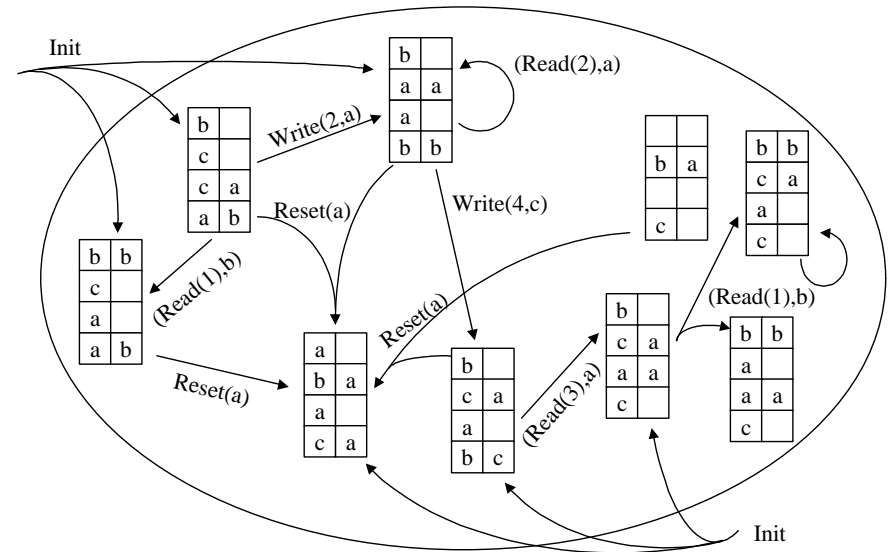 Init
b
a a
a
b b
(Read(2),a)
b
c
c a
a b
Write(2,a)
Reset(a)
Write(4,c)
b a
c
b b
c a
a
c
b b
c
a
a b
(Read(1),b)
Reset(a)
a
b a
a
c a
Reset(a)
b
c a
a
b c
(Read(3),a)
b
c a
a a
c
(Read(1),b)
b b
a
a a
c
Init